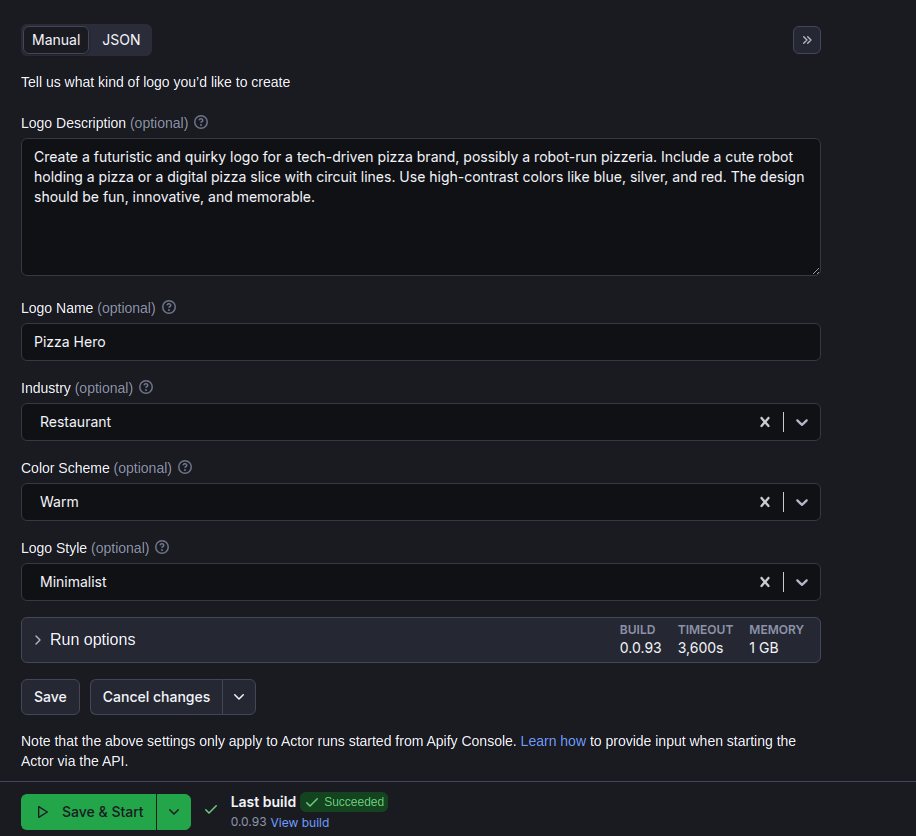 Manual JSON
Tell us what kind of logo you'd like to create
Logo Description (optional)
Create a futuristic and quirky logo for a tech-driven pizza brand, possibly a robot-run pizzeria. Include a cute robot
holding a pizza or a digital pizza slice with circuit lines. Use high-contrast colors like blue, silver, and red. The design
should be fun, innovative, and memorable.
Logo Name (optional)
Pizza Hero
Industry (optional)
Restaurant
Color Scheme (optional)
Warm
Logo Style (optional)
Minimalist
Run options
BUILD TIMEOUT MEMORY
0.0.93 3,600s 1 GB
Save Cancel changes
Note that the above settings only apply to Actor runs started from Apify Console. Learn how to provide input when starting the
Actor via the API.
Save & Start
Last build Succeeded
0.0.93 View build